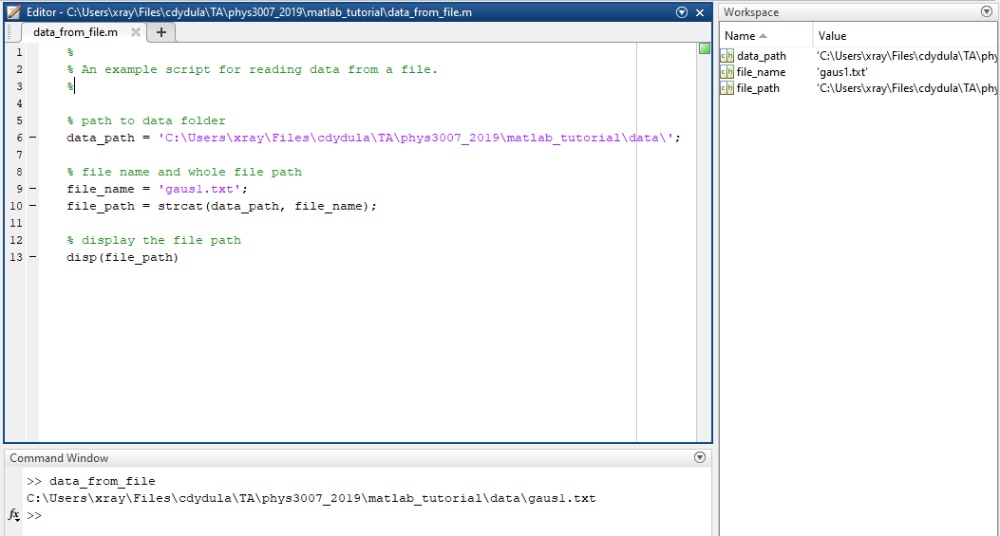 Editor - C:\Users\xray\Files\cdydula\TA\phys3007_2019\matlab_tutorial\data_from_file.m
data_from_file.m
1 %
2 % An example script for reading data from a file.
3 %
4
5 % path to data folder
6 – data_path = 'C:\Users\xray\Files\cdydula\TA\phys3007_2019\matlab_tutorial\data\';
7
8 % file name and whole file path
9 – file_name = 'gaus1.txt';
10 – file_path = strcat(data_path, file_name);
11
12 % display the file path
13 – disp(file_path)
Command Window
>> data_from_file
C:\Users\xray\Files\cdydula\TA\phys3007_2019\matlab_tutorial\data\gaus1.txt
fx >>
Workspace
Name Value
data_path 'C:\Users\xray\Files\cdydula\TA\phy
file_name 'gaus1.txt'
file_path 'C:\Users\xray\Files\cdydula\TA\phy